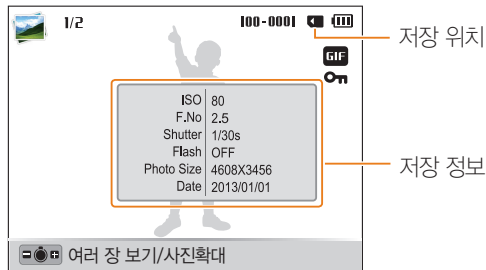 1/2 100-0001 저장 위치
GIF
ISO 80
F.No 2.5
Shutter 1/30s
Flash OFF
Photo Size 4608X3456
Date 2013/01/01
저장 정보
여러 장 보기/사진확대